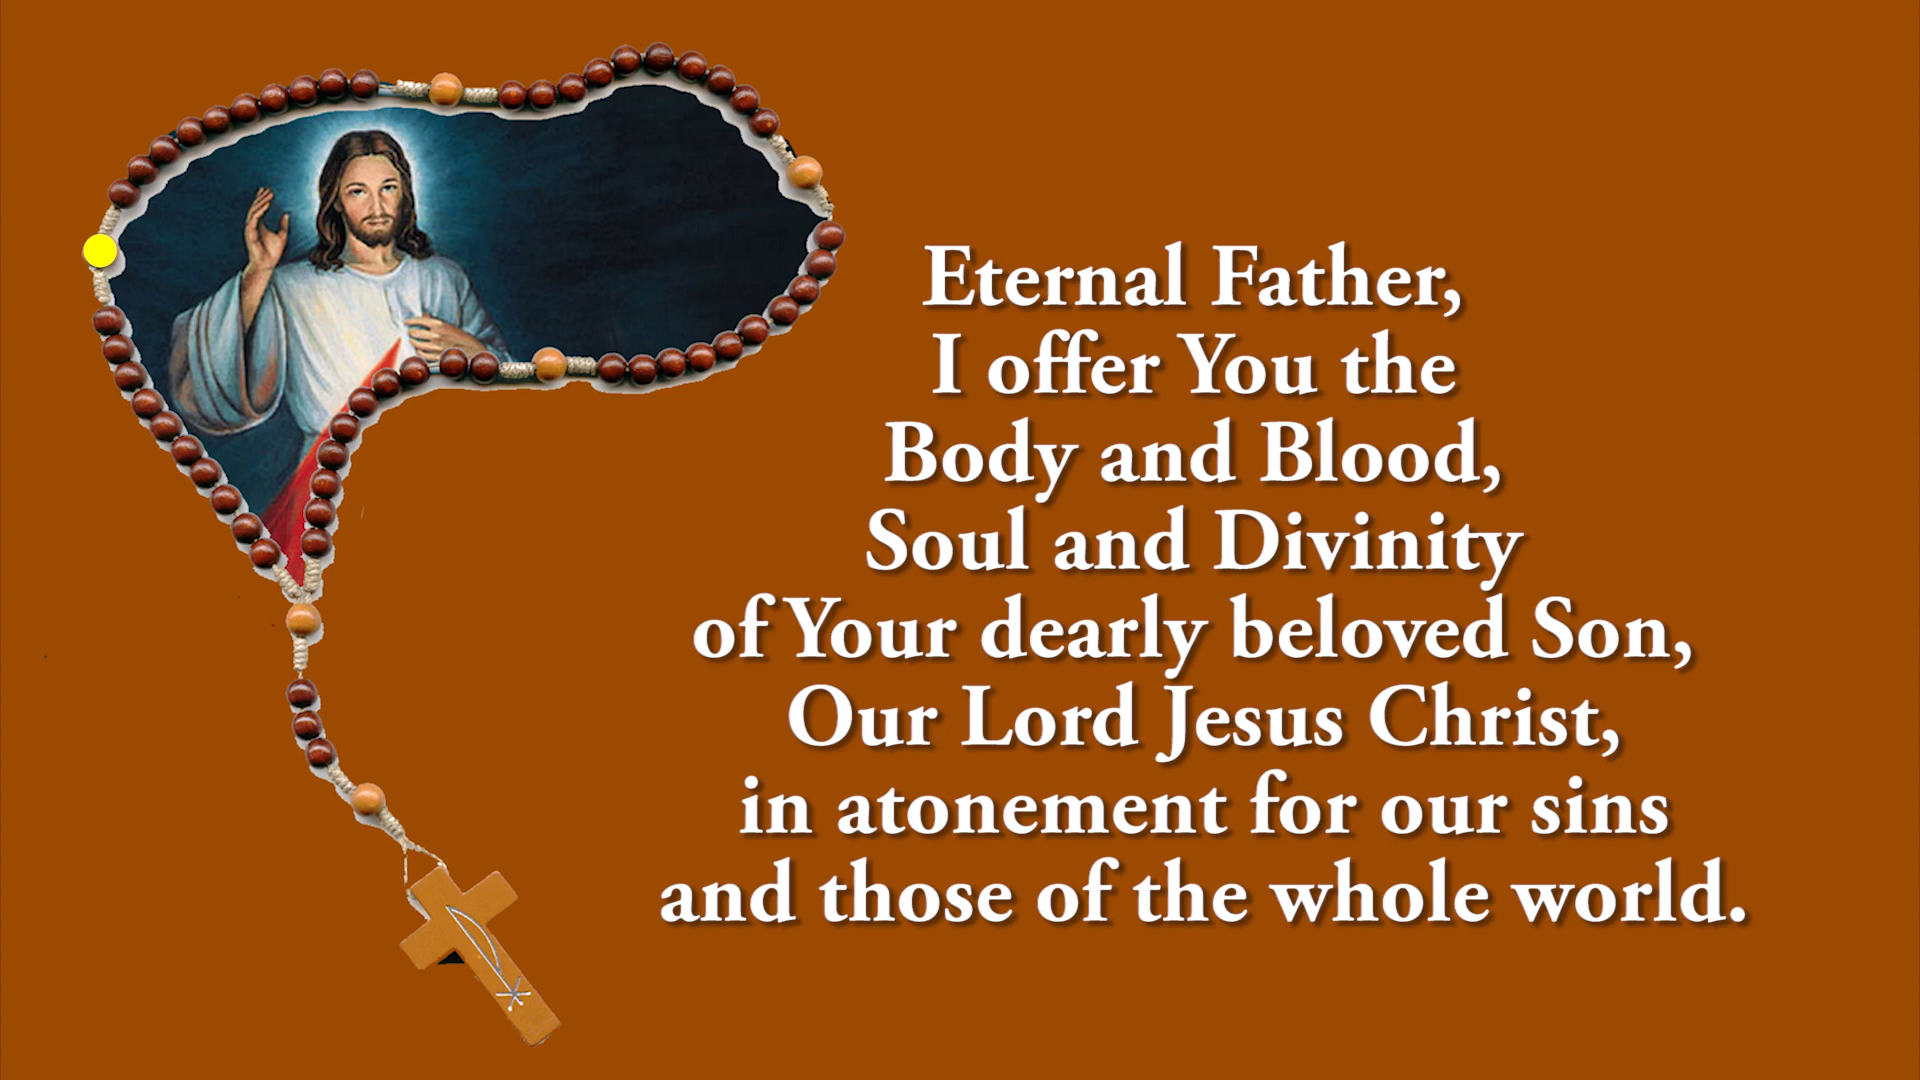 Eternal Father,
I offer You the
Body and Blood,
Soul and Divinity
of Your dearly beloved Son,
Our Lord Jesus Christ,
in atonement for our sins
and those of the whole world.